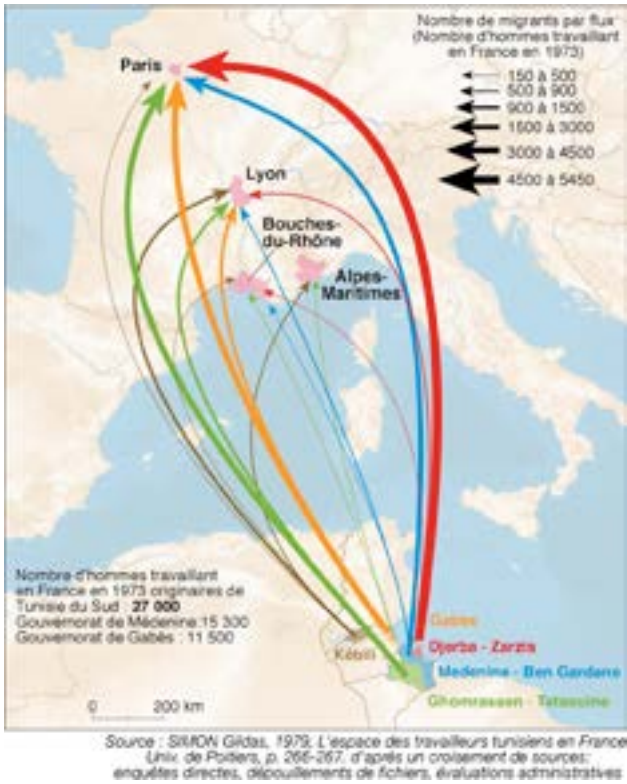 Nombre de migrants par flux
(Nombre d'hommes travaillant
en France en 1973)
150 à 500
500 à 900
900 à 1500
1500 à 3000
3000 à 4500
4500 à 5450
Paris
Lyon
Bouches-
du-Rhône
Alpes-
Maritimes
Nombre d'hommes travaillant
en France en 1973 originaires de
Tunisie du Sud : 27 000
Gouvernorat de Médenine:15 300
Gouvernorat de Gabès : 11 500
Gabès
Kébili
Djerba - Zarzis
Medenine - Ben Gardane
Ghomrassen - Tataouine
0 200 km
Source : SIMON Gildas, 1979, L'espace des travailleurs tunisiens en France,
Univ. de Poitiers, p. 266-267, d'après un croisement de sources:
enquêtes directes, dépouillements de fichiers, évaluations administratives